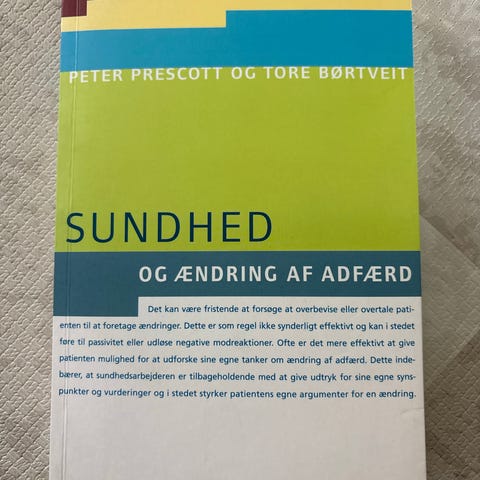 PETER PRESCOTT OG TORE BØRTVEIT
SUNDHED
OG ÆNDRING AF ADFÆRD
Det kan være fristende at forsøge at overbevise eller overtale pati-
enten til at foretage ændringer. Dette er som regel ikke synderligt effektivt og kan i stedet
føre til passivitet eller udløse negative modreaktioner. Ofte er det mere effektivt at give
patienten mulighed for at udforske sine egne tanker om ændring af adfærd. Dette inde-
bærer, at sundhedsarbejderen er tilbageholdende med at give udtryk for sine egne syns-
punkter og vurderinger og i stedet styrker patientens egne argumenter for en ændring.